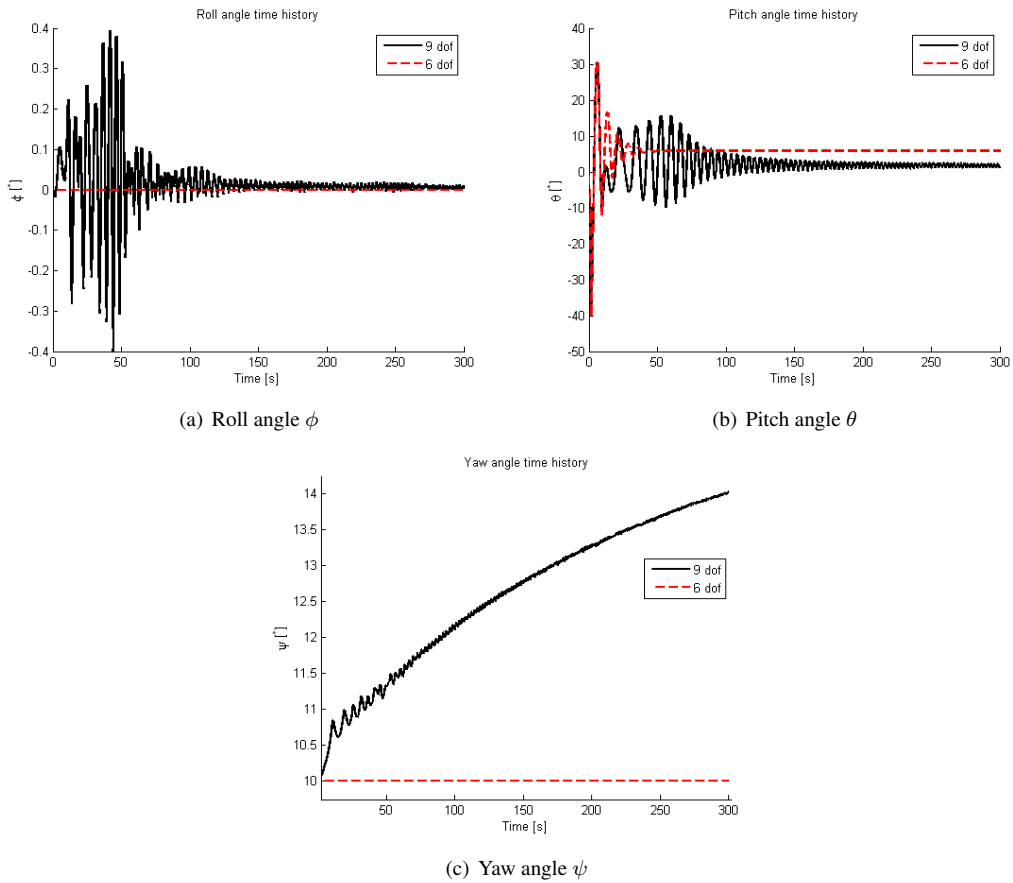 Roll angle time history
0.4
0.3
0.2
0.1
0
-0.1
-0.2
-0.3
-0.4
ϕ [°]
0 50 100 150 200 250 300
Time [s]
9 dof
6 dof
(a) Roll angle ϕ
Pitch angle time history
40
30
20
10
0
-10
-20
-30
-40
-50
θ [°]
0 50 100 150 200 250 300
Time [s]
9 dof
6 dof
(b) Pitch angle θ
Yaw angle time history
14
13.5
13
12.5
12
11.5
11
10.5
10
ψ [°]
50 100 150 200 250 300
Time [s]
9 dof
6 dof
(c) Yaw angle ψ